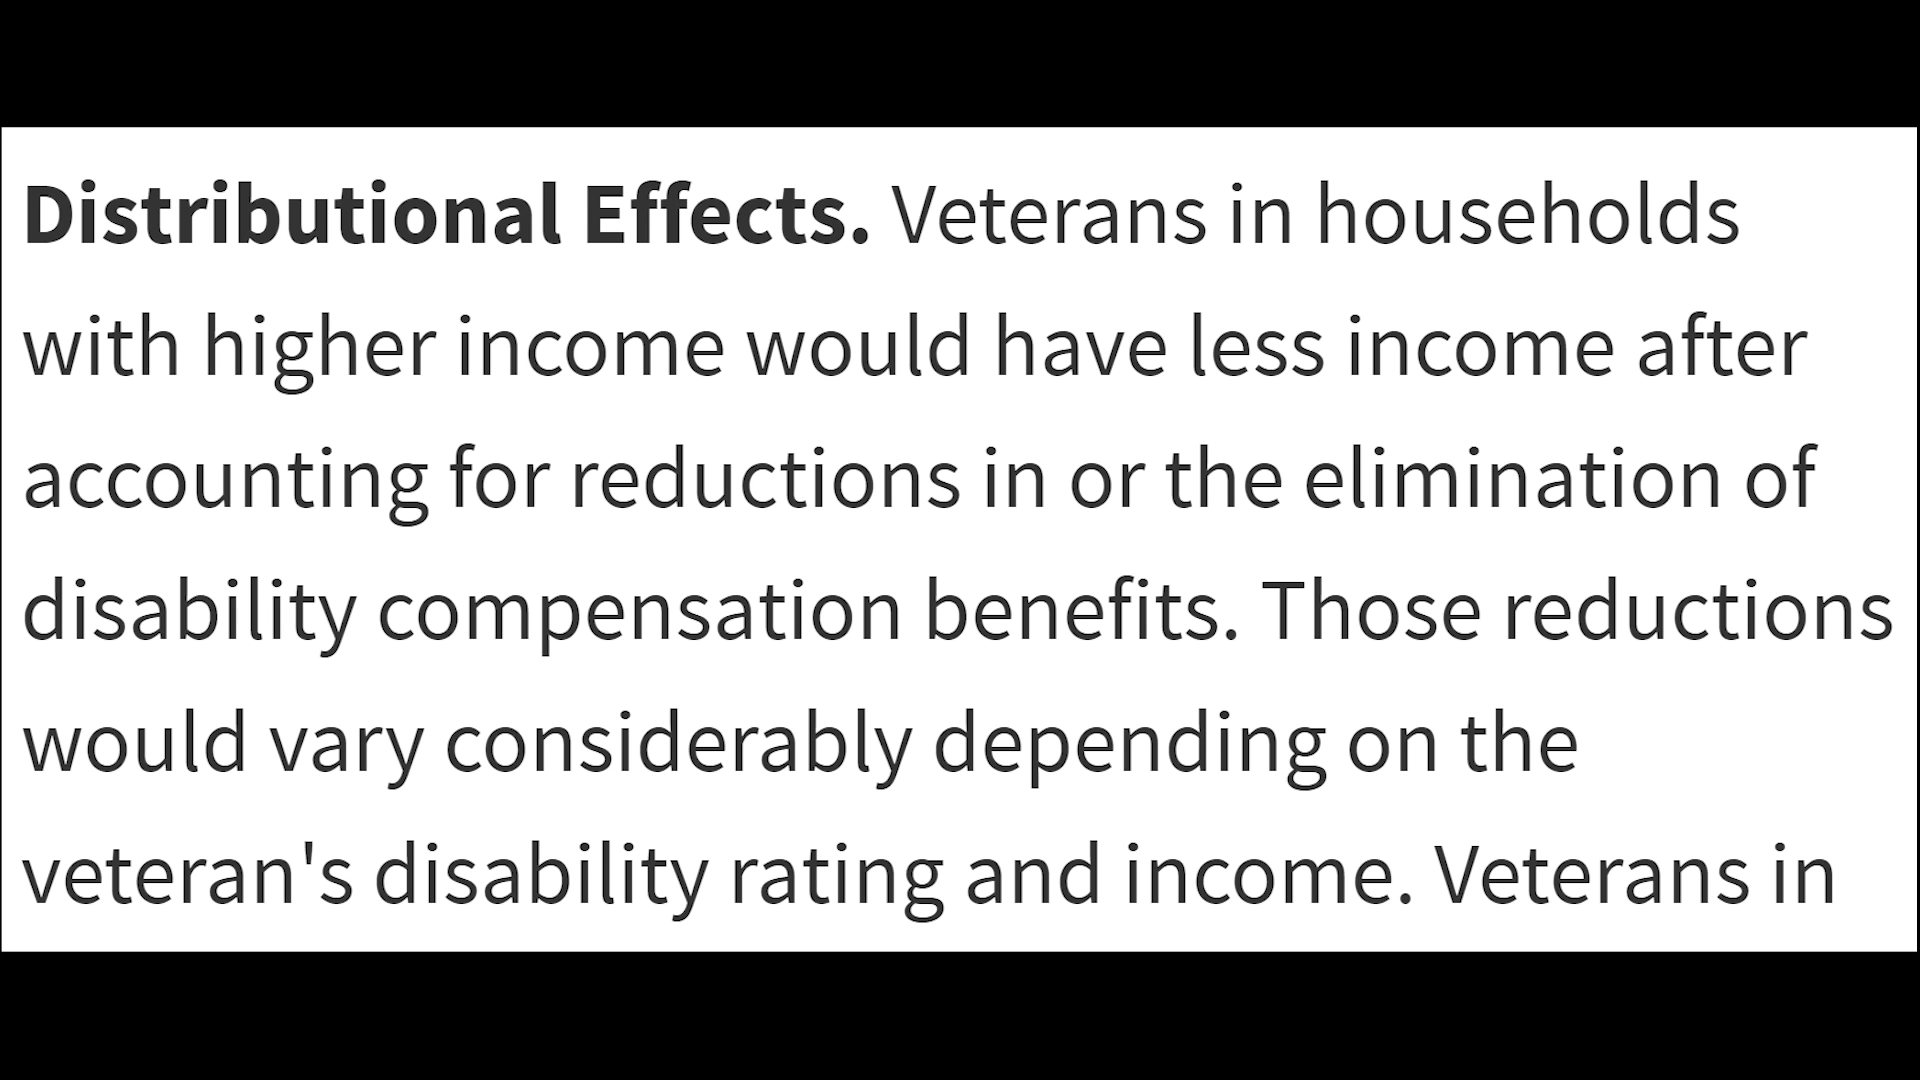 Distributional Effects. Veterans in households
with higher income would have less income after
accounting for reductions in or the elimination of
disability compensation benefits. Those reductions
would vary considerably depending on the
veteran's disability rating and income. Veterans in